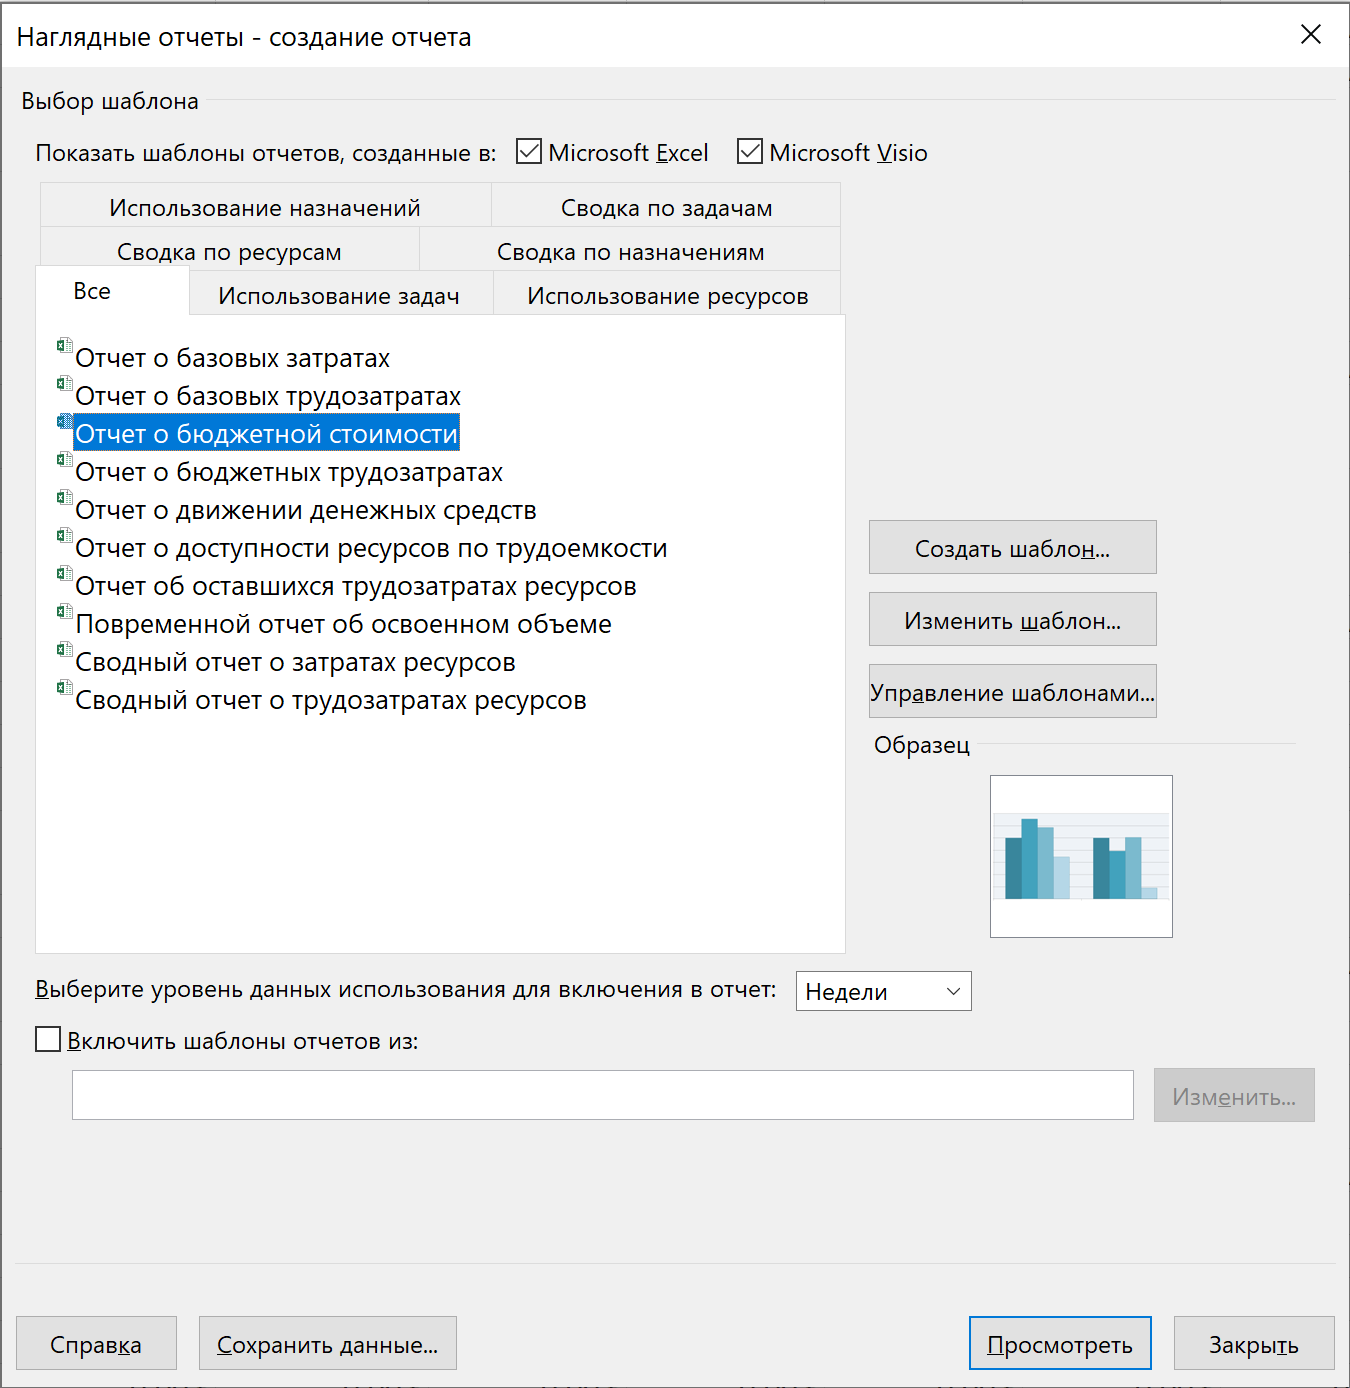 Наглядные отчеты - создание отчета
Выбор шаблона
Показать шаблоны отчетов, созданные в: Microsoft Excel Microsoft Visio
Использование назначений Сводка по задачам
Сводка по ресурсам Сводка по назначениям
Все Использование задач Использование ресурсов
Отчет о базовых затратах
Отчет о базовых трудозатратах
Отчет о бюджетной стоимости
Отчет о бюджетных трудозатратах
Отчет о движении денежных средств
Отчет о доступности ресурсов по трудоемкости
Отчет об оставшихся трудозатратах ресурсов
Повременной отчет об освоенном объеме
Сводный отчет о затратах ресурсов
Сводный отчет о трудозатратах ресурсов
Создать шаблон...
Изменить шаблон...
Управление шаблонами...
Образец
Выберите уровень данных использования для включения в отчет: Недели
Включить шаблоны отчетов из:
Изменить...
Справка Сохранить данные... Просмотреть Закрыть